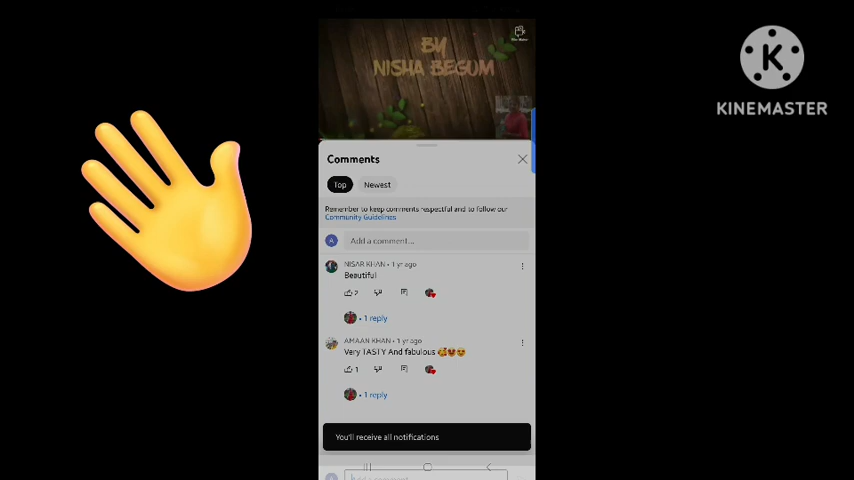 BY
NISHA BEGUM
KINEMASTER
Comments
Top
Newest
Remember to keep comments respectful and to follow our
Community Guidelines
A
Add a comment...
NISAR KHAN • 1 yr ago
Beautiful
2
• 1 reply
AMAAN KHAN • 1 yr ago
Very TASTY And fabulous 🥰😍😍
1
• 1 reply
You'll receive all notifications